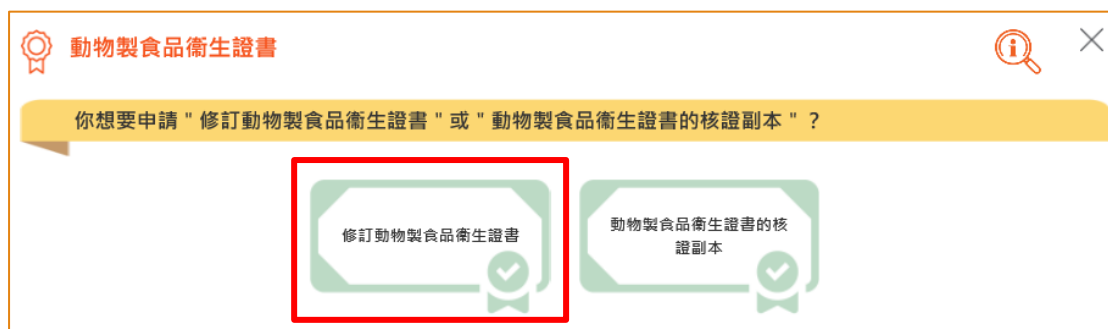 動物製食品衞生證書
你想要申請 " 修訂動物製食品衞生證書 " 或 " 動物製食品衞生證書的核證副本 " ？
修訂動物製食品衞生證書
動物製食品衞生證書的核
證副本